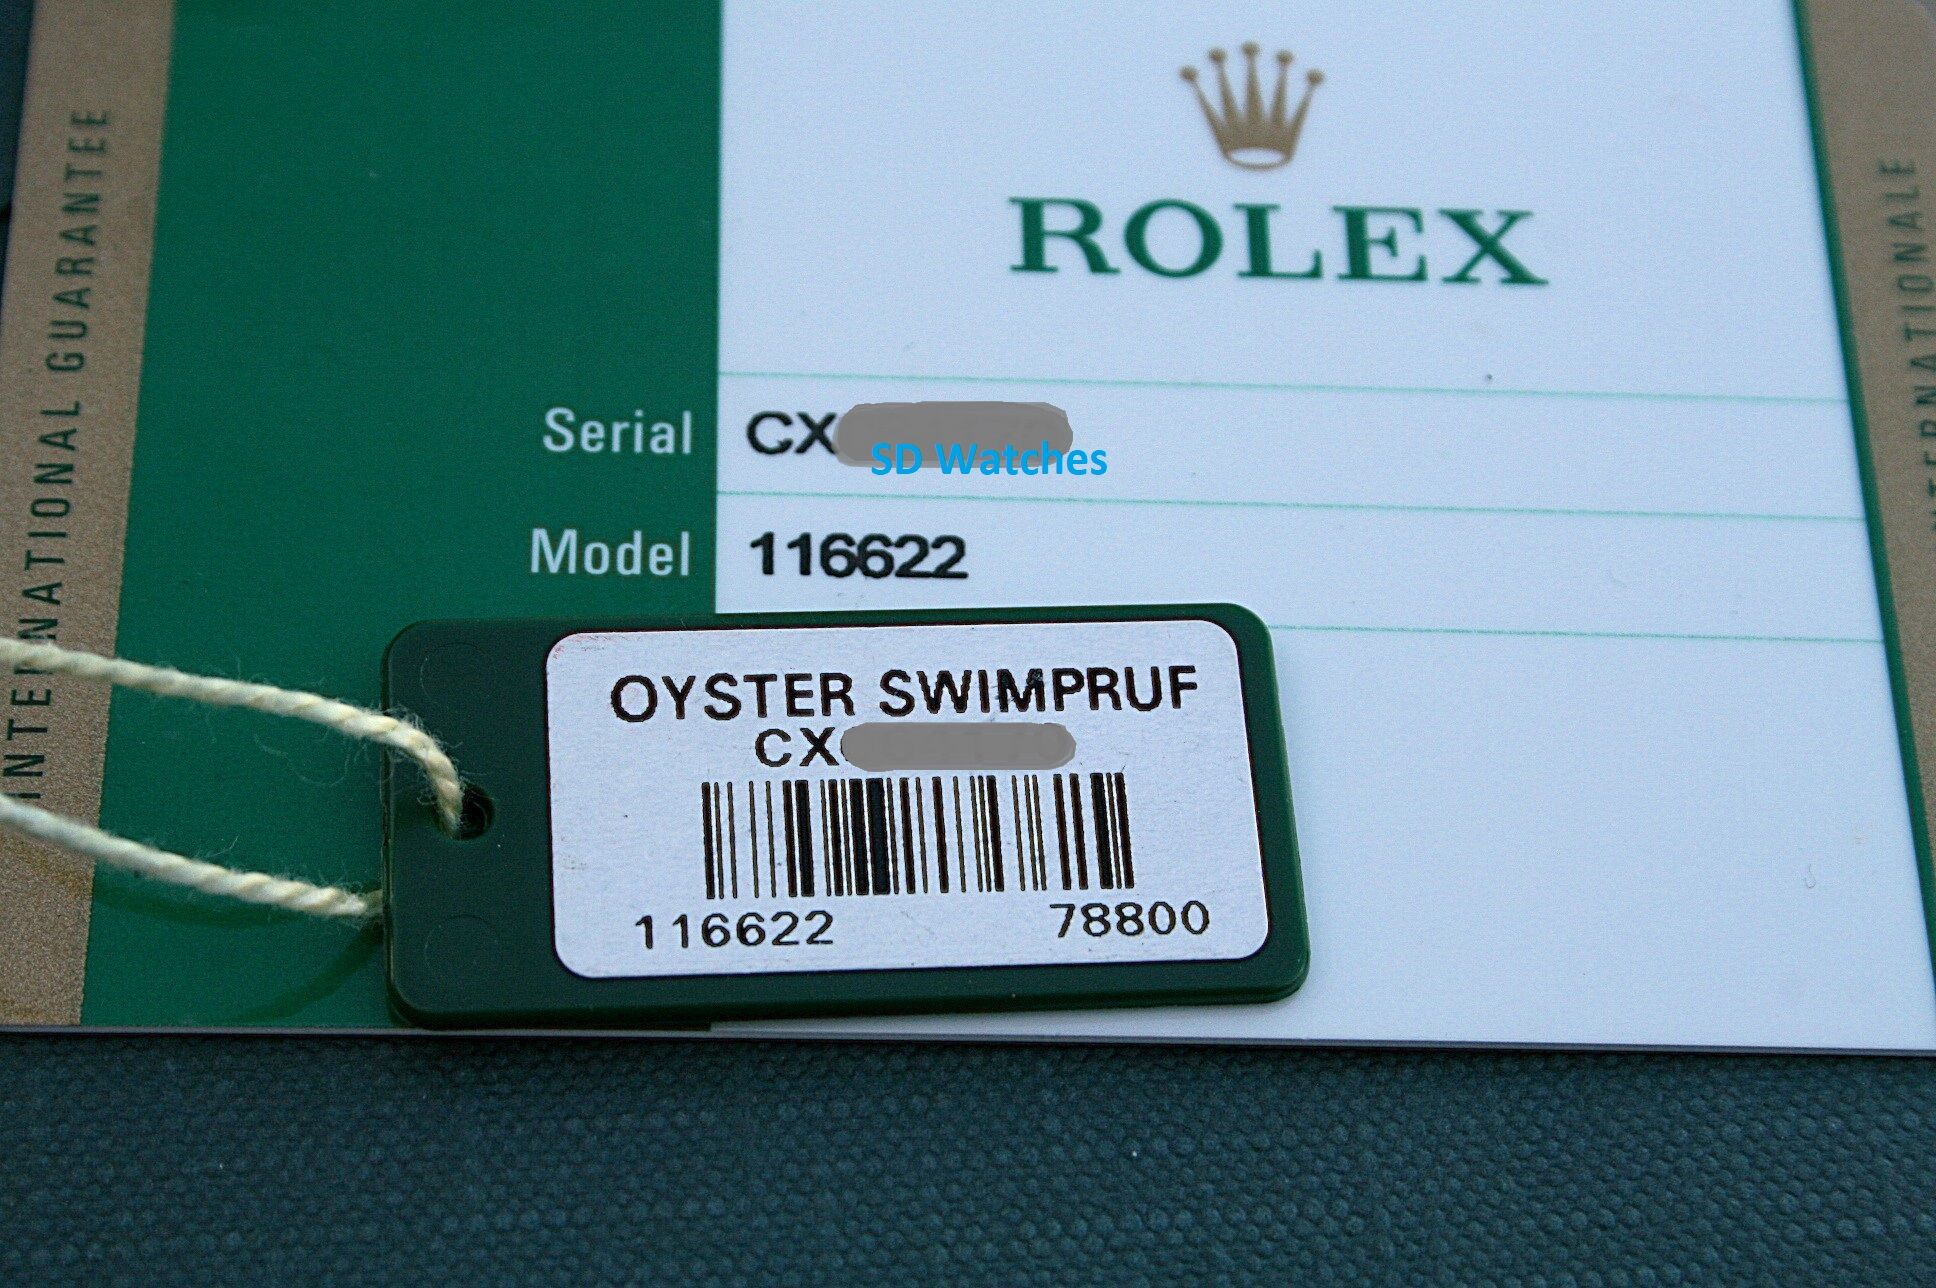 INTERNATIONAL GUARANTEE
ROLEX
Serial CX
SD Watches
Model 116622
OYSTER SWIMPRUF
CX
116622 78800
INTERNATIONALE